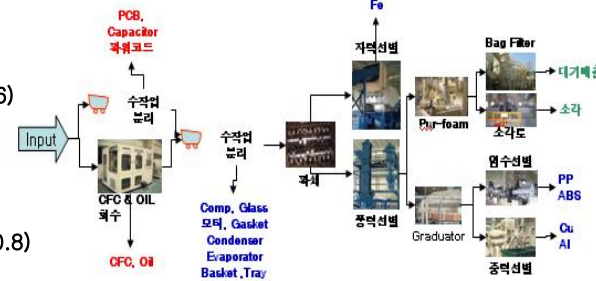 Fe
PCB,
Capacitor
파워코드
자력선별
Bag Filter
대기배출
6)
수작업
분리
Pur-foam
소각로
소각
Input
수작업
분리
CFC & OIL
회수
파쇄
풍력선별
염수선별
PP
ABS
0.8)
Comp, Glass
모터, Gasket
Condenser
Evaporator
Basket ,Tray
Graduator
Cu
Al
CFC, Oil
중력선별